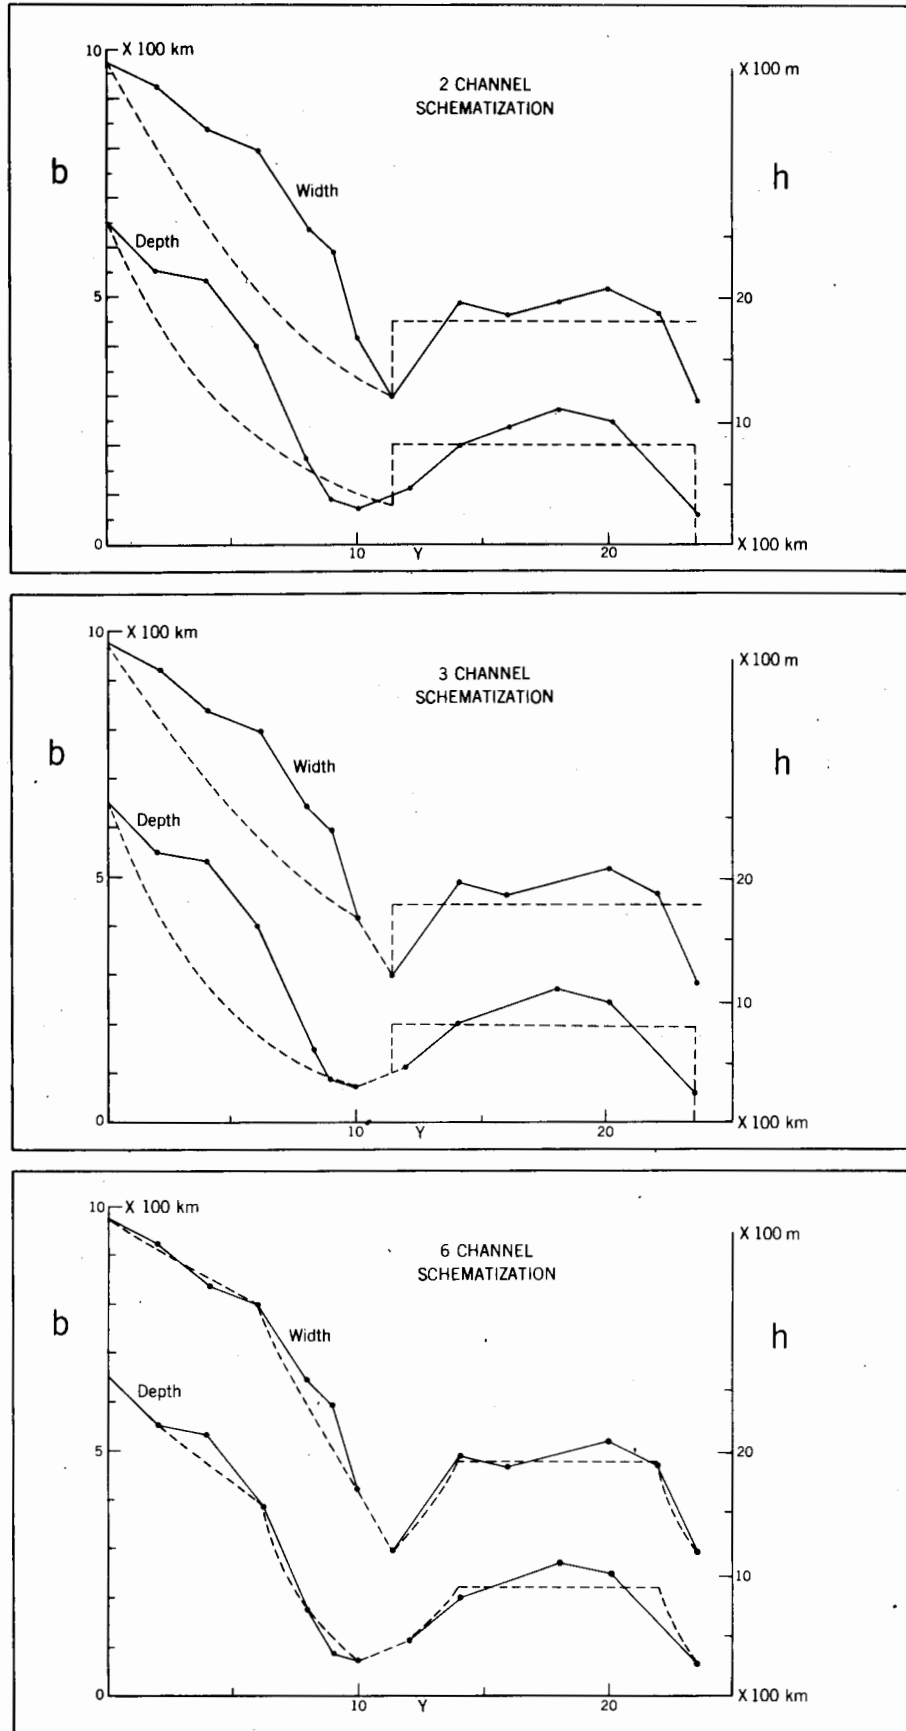 10 X 100 km
2 CHANNEL
SCHEMATIZATION
X 100 m
b
h
Width
Depth
5
20
10
0
10
Y
20
X 100 km
10 X 100 km
3 CHANNEL
SCHEMATIZATION
X 100 m
b
h
Width
Depth
5
20
10
0
10
Y
20
X 100 km
10 X 100 km
6 CHANNEL
SCHEMATIZATION
X 100 m
b
h
Width
Depth
5
20
10
0
10
Y
20
X 100 km